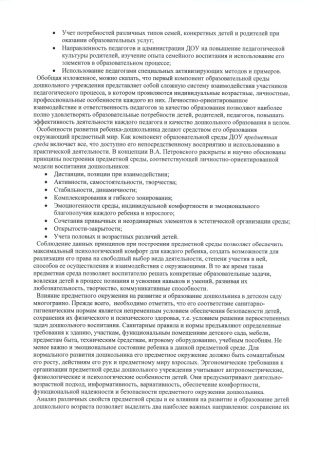 • Учет потребностей различных типов семей, конкретных детей и родителей при
оказании образовательных услуг;
• Направленность педагогов и администрации ДОУ на повышение педагогической
культуры родителей, изучение опыта семейного воспитания и использование его
элементов в образовательном процессе;
• Использование педагогами специальных активизирующих методов и примеров.
Обобщая изложенное, можно сказать, что первый компонент образовательной среды
дошкольного учреждения представляет собой сложную систему взаимодействия участников
педагогического процесса, в котором проявляются индивидуальные возрастные, личностные,
профессиональные особенности каждого из них. Личностно-ориентированное
взаимодействие и ответственность педагогов за качество образования позволяют наиболее
полно удовлетворить образовательные потребности детей, родителей, педагогов, повышать
эффективность деятельности каждого педагога и качество дошкольного образования в целом.
Особенности развития ребенка-дошкольника делают средством его образования
окружающий предметный мир. Как компонент образовательной среды ДОУ предметная
среда включает все, что доступно его непосредственному восприятию и использованию в
практической деятельности. В концепции В.А. Петровского раскрыты и научно обоснованы
принципы построения предметной среды, соответствующей личностно-ориентированной
модели воспитания дошкольников:
• Дистанции, позиции при взаимодействии;
• Активности, самостоятельности, творчества;
• Стабильности, динамичности;
• Комплексирования и гибкого зонирования;
• Эмоциогенности среды, индивидуальной комфортности и эмоционального
благополучия каждого ребенка и взрослого;
• Сочетания привычных и неординарных элементов в эстетической организации среды;
• Открытости-закрытости;
• Учета половых и возрастных различий детей.
Соблюдение данных принципов при построении предметной среды позволяет обеспечить
максимальный психологический комфорт для каждого ребенка, создать возможности для
реализации его права на свободный выбор вида деятельности, степени участия в ней,
способов ее осуществления и взаимодействия с окружающими. В то же время такая
предметная среда позволяет воспитателю решать конкретные образовательные задачи,
вовлекая детей в процесс познания и усвоения навыков и умений, развивая их
любознательность, творчество, коммуникативные способности.
Влияние предметного окружения на развитие и образование дошкольника в детском саду
многогранно. Прежде всего, необходимо отметить, что его соответствие санитарно-
гигиеническим нормам является непременным условием обеспечения безопасности детей,
сохранения их физического и психического здоровья, т.е. условием решения первостепенных
задач дошкольного воспитания. Санитарные правила и нормы предъявляют определенные
требования к зданию, участкам, функциональным помещениям детского сада, мебели,
предметам быта, техническим средствам, игровому оборудованию, учебным пособиям. Не
менее важно и эмоциональное состояние ребенка в данной предметной среде. Для
нормального развития дошкольника его предметное окружение должно быть сомасштабным
его росту, действиям его рук и предметному миру взрослых. Эргономические требования к
организации предметной среды дошкольного учреждения учитывают антропометрические,
физиологические и психологические особенности детей. Они предусматривают деятельно-
возрастной подход, информативность, вариативность, обеспечение комфортности,
функциональной надежности и безопасности предметного окружения дошкольника.
Анализ различных свойств предметной среды и ее влияния на развитие и образование детей
дошкольного возраста позволяет выделить два наиболее важных направления: сохранение их